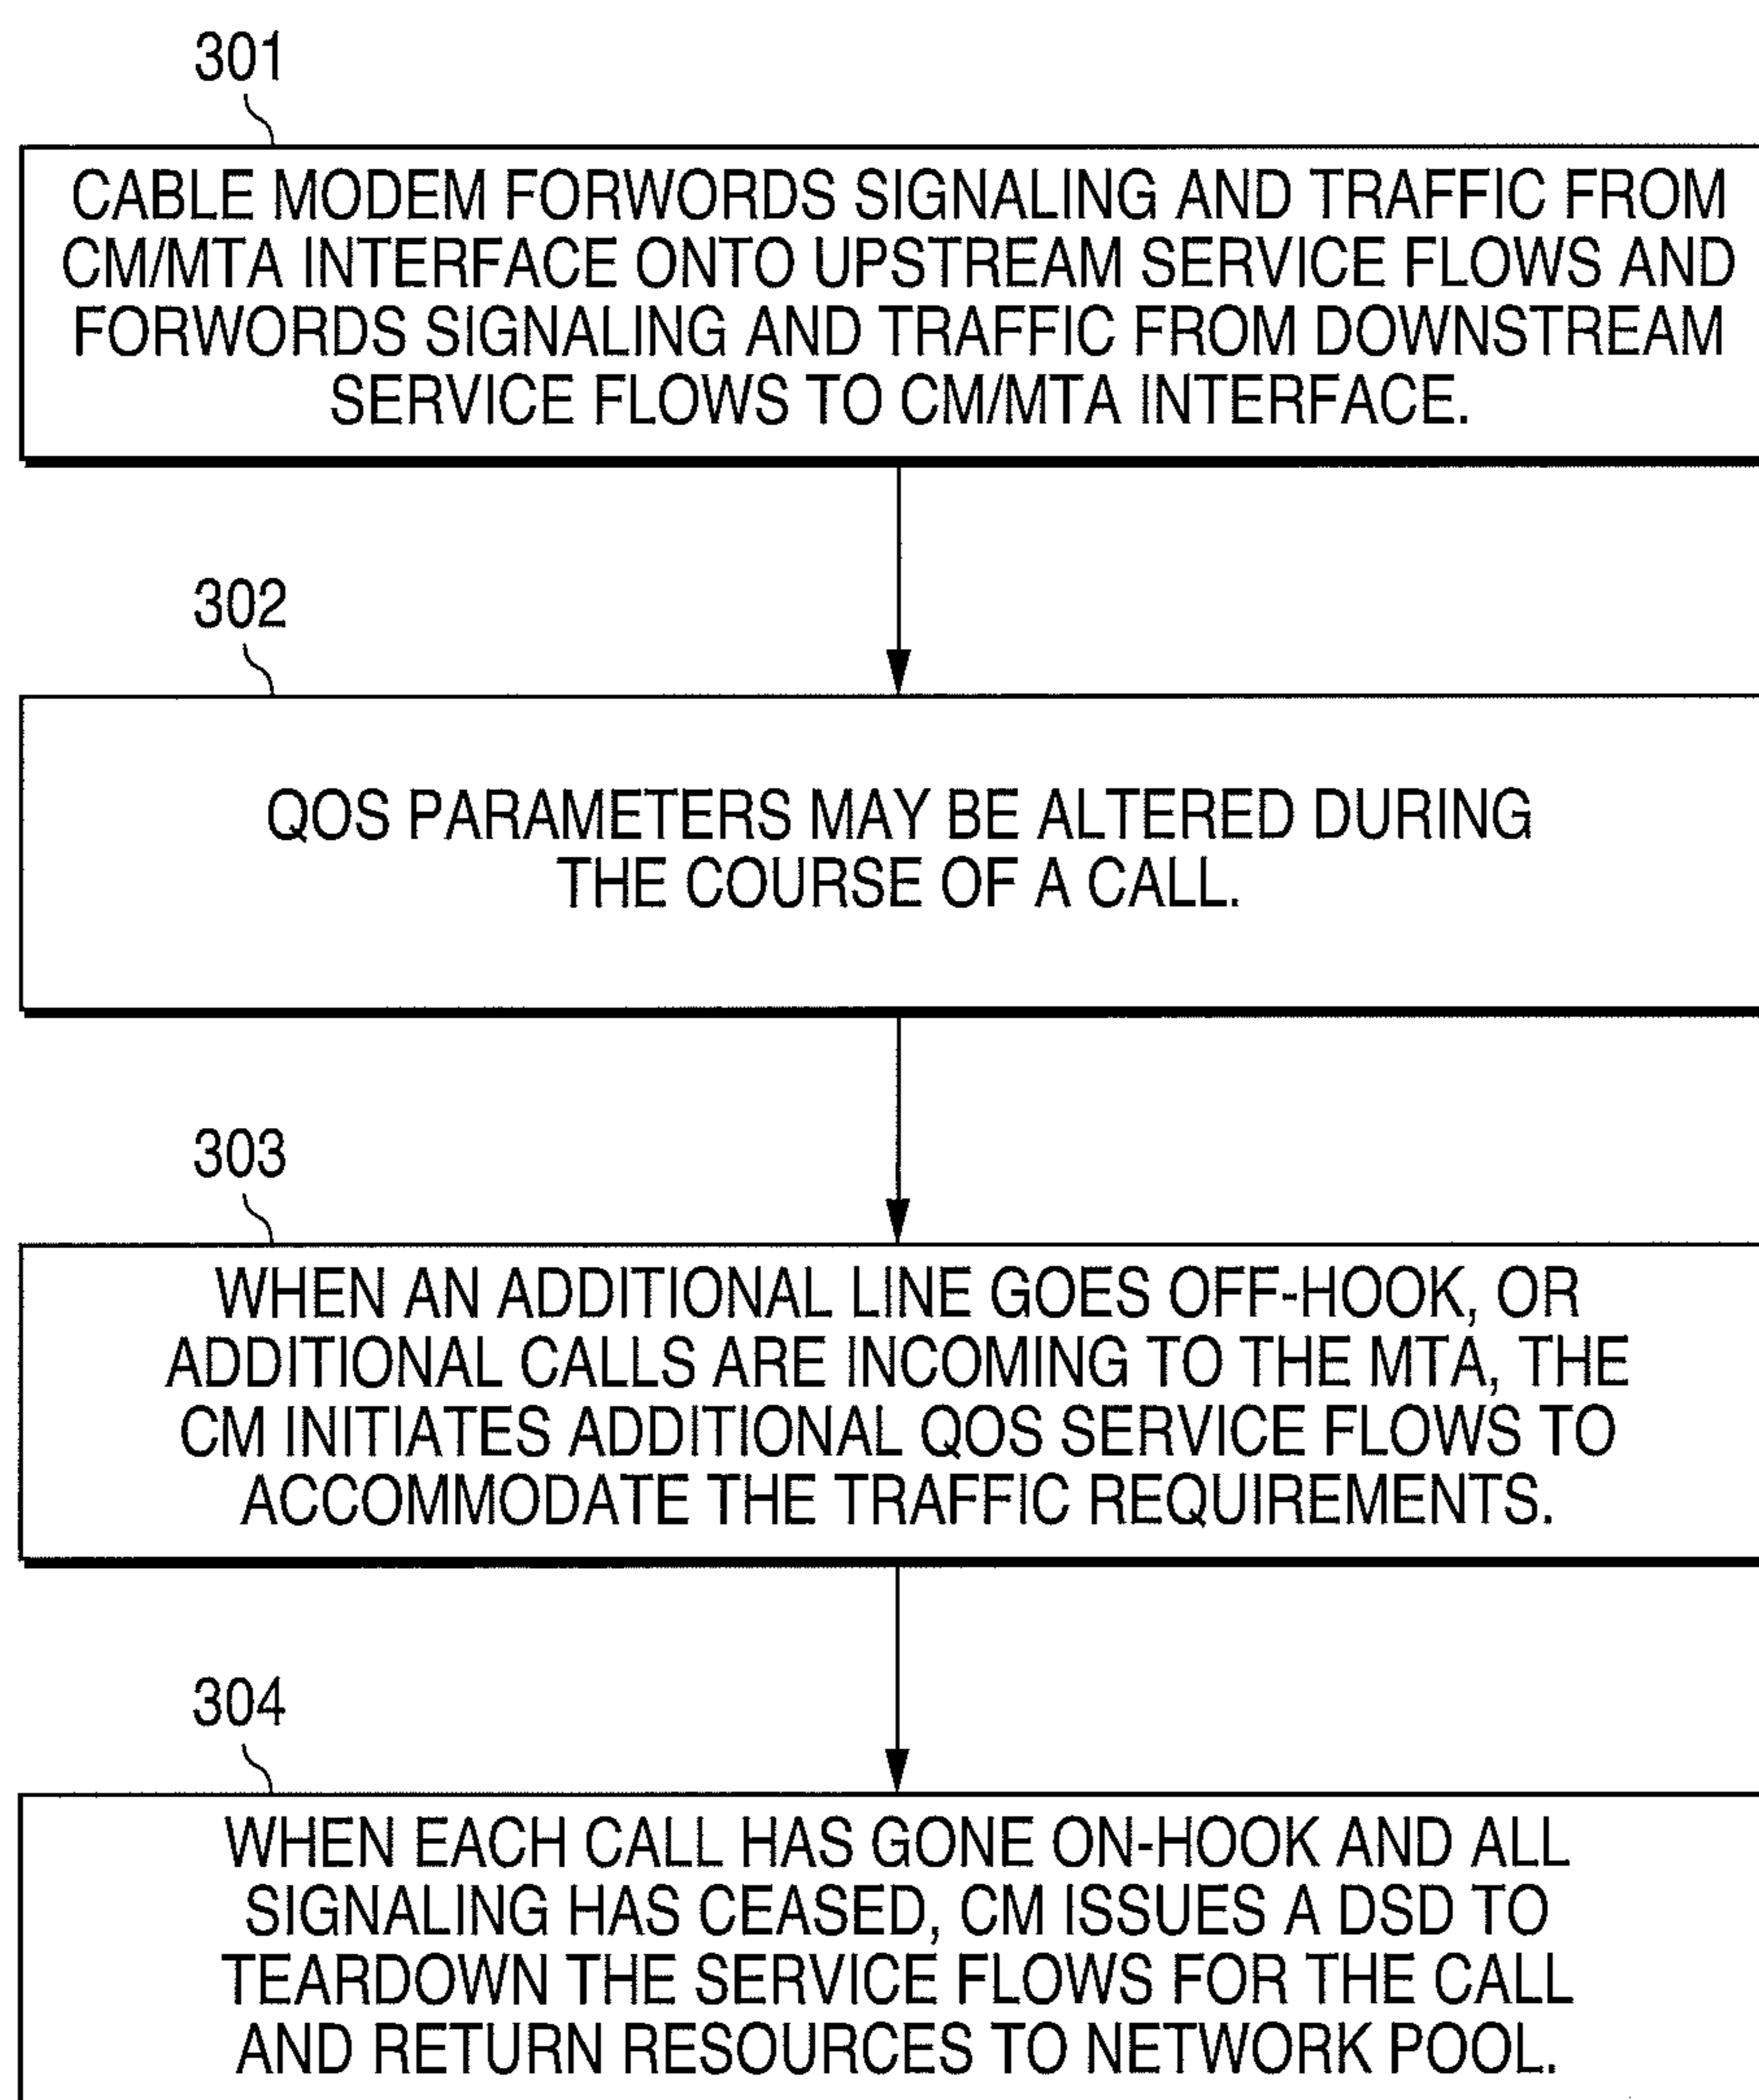 301
CABLE MODEM FORWORDS SIGNALING AND TRAFFIC FROM
CM/MTA INTERFACE ONTO UPSTREAM SERVICE FLOWS AND
FORWORDS SIGNALING AND TRAFFIC FROM DOWNSTREAM
SERVICE FLOWS TO CM/MTA INTERFACE.
302
QOS PARAMETERS MAY BE ALTERED DURING
THE COURSE OF A CALL.
303
WHEN AN ADDITIONAL LINE GOES OFF-HOOK, OR
ADDITIONAL CALLS ARE INCOMING TO THE MTA, THE
CM INITIATES ADDITIONAL QOS SERVICE FLOWS TO
ACCOMMODATE THE TRAFFIC REQUIREMENTS.
304
WHEN EACH CALL HAS GONE ON-HOOK AND ALL
SIGNALING HAS CEASED, CM ISSUES A DSD TO
TEARDOWN THE SERVICE FLOWS FOR THE CALL
AND RETURN RESOURCES TO NETWORK POOL.